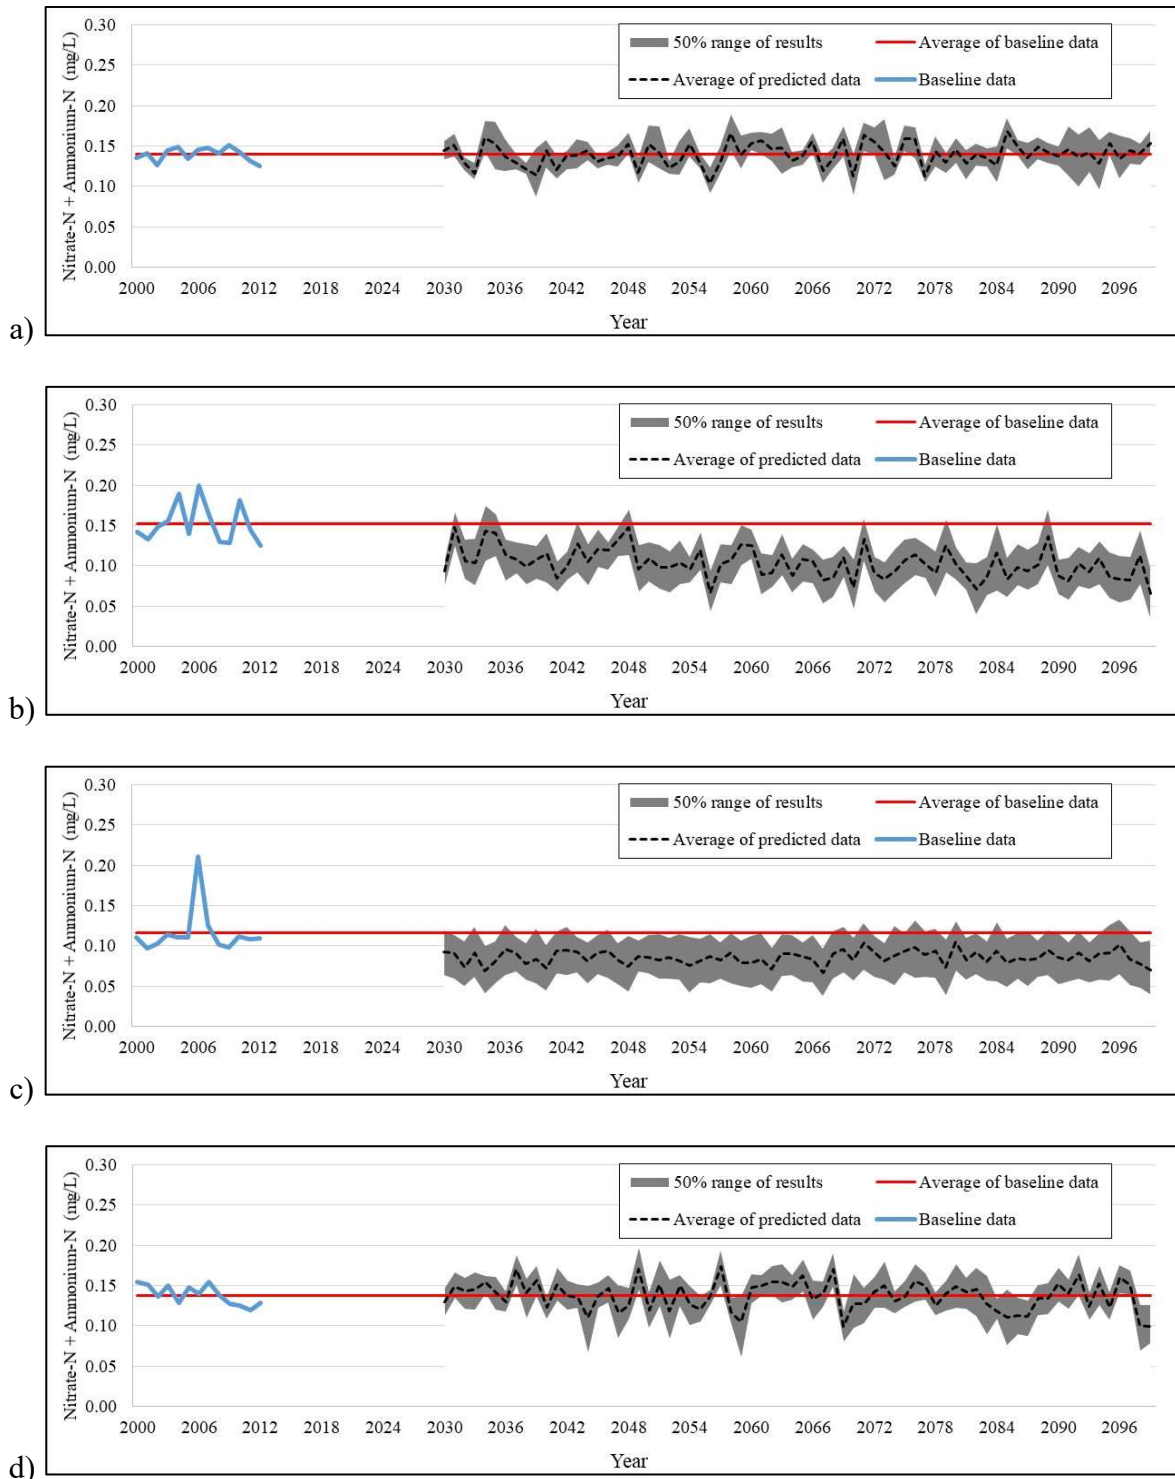 0.30
0.25
0.20
0.15
0.10
0.05
0.00
Nitrate-N + Ammonium-N (mg/L)
50% range of results
Average of baseline data
Average of predicted data
Baseline data
2000 2006 2012 2018 2024 2030 2036 2042 2048 2054 2060 2066 2072 2078 2084 2090 2096
Year
a)
0.30
0.25
0.20
0.15
0.10
0.05
0.00
Nitrate-N + Ammonium-N (mg/L)
50% range of results
Average of baseline data
Average of predicted data
Baseline data
2000 2006 2012 2018 2024 2030 2036 2042 2048 2054 2060 2066 2072 2078 2084 2090 2096
Year
b)
0.30
0.25
0.20
0.15
0.10
0.05
0.00
Nitrate-N + Ammonium-N (mg/L)
50% range of results
Average of baseline data
Average of predicted data
Baseline data
2000 2006 2012 2018 2024 2030 2036 2042 2048 2054 2060 2066 2072 2078 2084 2090 2096
Year
c)
0.30
0.25
0.20
0.15
0.10
0.05
0.00
Nitrate-N + Ammonium-N (mg/L)
50% range of results
Average of baseline data
Average of predicted data
Baseline data
2000 2006 2012 2018 2024 2030 2036 2042 2048 2054 2060 2066 2072 2078 2084 2090 2096
Year
d)